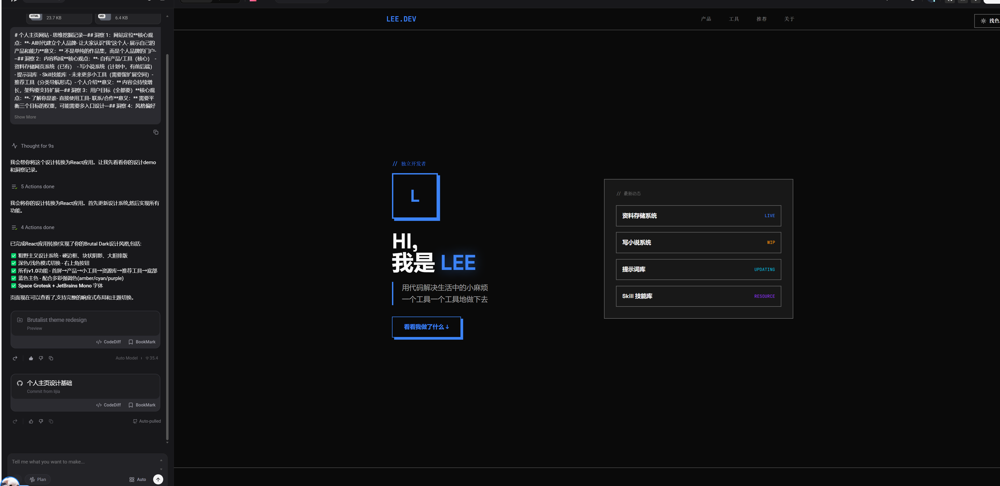 HTML
23.7 KB
MD
6.4 KB
# 个人主页网站 - 思维挖掘记录---## 洞察 1：网站定位**核心观
点：**- AI时代建立个人品牌- 让大家认识"我"这个人- 展示自己的
产品和能力**意义：** 不是单纯的作品集，而是个人品牌的门户-
--## 洞察 2：内容构成**核心观点：**- 自有产品/工具（核心） -
资料存储网页系统（已有） - 写小说系统（计划中，有前后端）
- 提示词库 - Skill技能库 - 未来更多小工具（需要留扩展空间）-
推荐工具（分类导航形式）- 个人介绍**意义：** 内容会持续增
长，架构要支持扩展---## 洞察 3：用户目标（全都要）**核心观
点：**- 了解你是谁- 直接使用工具- 联系/合作**意义：** 需要平
衡三个目标的权重，可能需要多入口设计---## 洞察 4：风格偏好
Show More
Thought for 9s
我会帮你将这个设计转换为React应用。让我先看看你的设计demo
和洞察记录。
5 Actions done
我会将你的设计转换为React应用。首先更新设计系统,然后实现所有
功能。
4 Actions done
已完成React应用转换!实现了你的Brutal Dark设计风格,包括:
✅ 粗野主义设计系统 - 硬边框、块状阴影、大胆排版
✅ 深色/浅色模式切换 - 右上角按钮
✅ 所有v1.0功能 - 首屏→产品→小工具→资源库→推荐工具→底部
✅ 蓝色主色 - 配合多彩强调色(amber/cyan/purple)
✅ Space Grotesk + JetBrains Mono 字体
页面现在可以查看了,支持完整的响应式布局和主题切换。
Brutalist theme redesign
Preview
CodeDiff
BookMark
Auto Model
35.4
个人主页设计基础
Commit from lijia
CodeDiff
BookMark
Auto-pulled
Tell me what you want to make...
Plan
Auto
LEE.DEV
产品
工具
推荐
关于
浅色
// 独立开发者
L
HI,
我是 LEE
用代码解决生活中的小麻烦
一个工具一个工具地做下去
看看我做了什么 ↓
// 最新动态
资料存储系统
LIVE
写小说系统
WIP
提示词库
UPDATING
Skill 技能库
RESOURCE